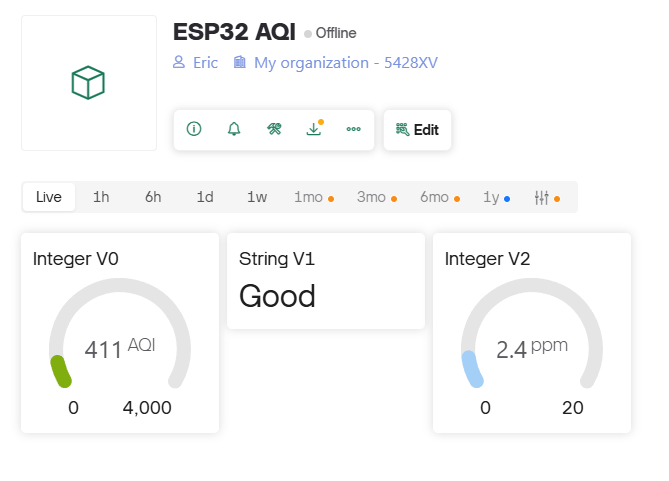 ESP32 AQI Offline
Eric My organization - 5428XV
Edit
Live 1h 6h 1d 1w 1mo 3mo 6mo 1y
Integer V0
411 AQI
0 4,000
String V1
Good
Integer V2
2.4 ppm
0 20